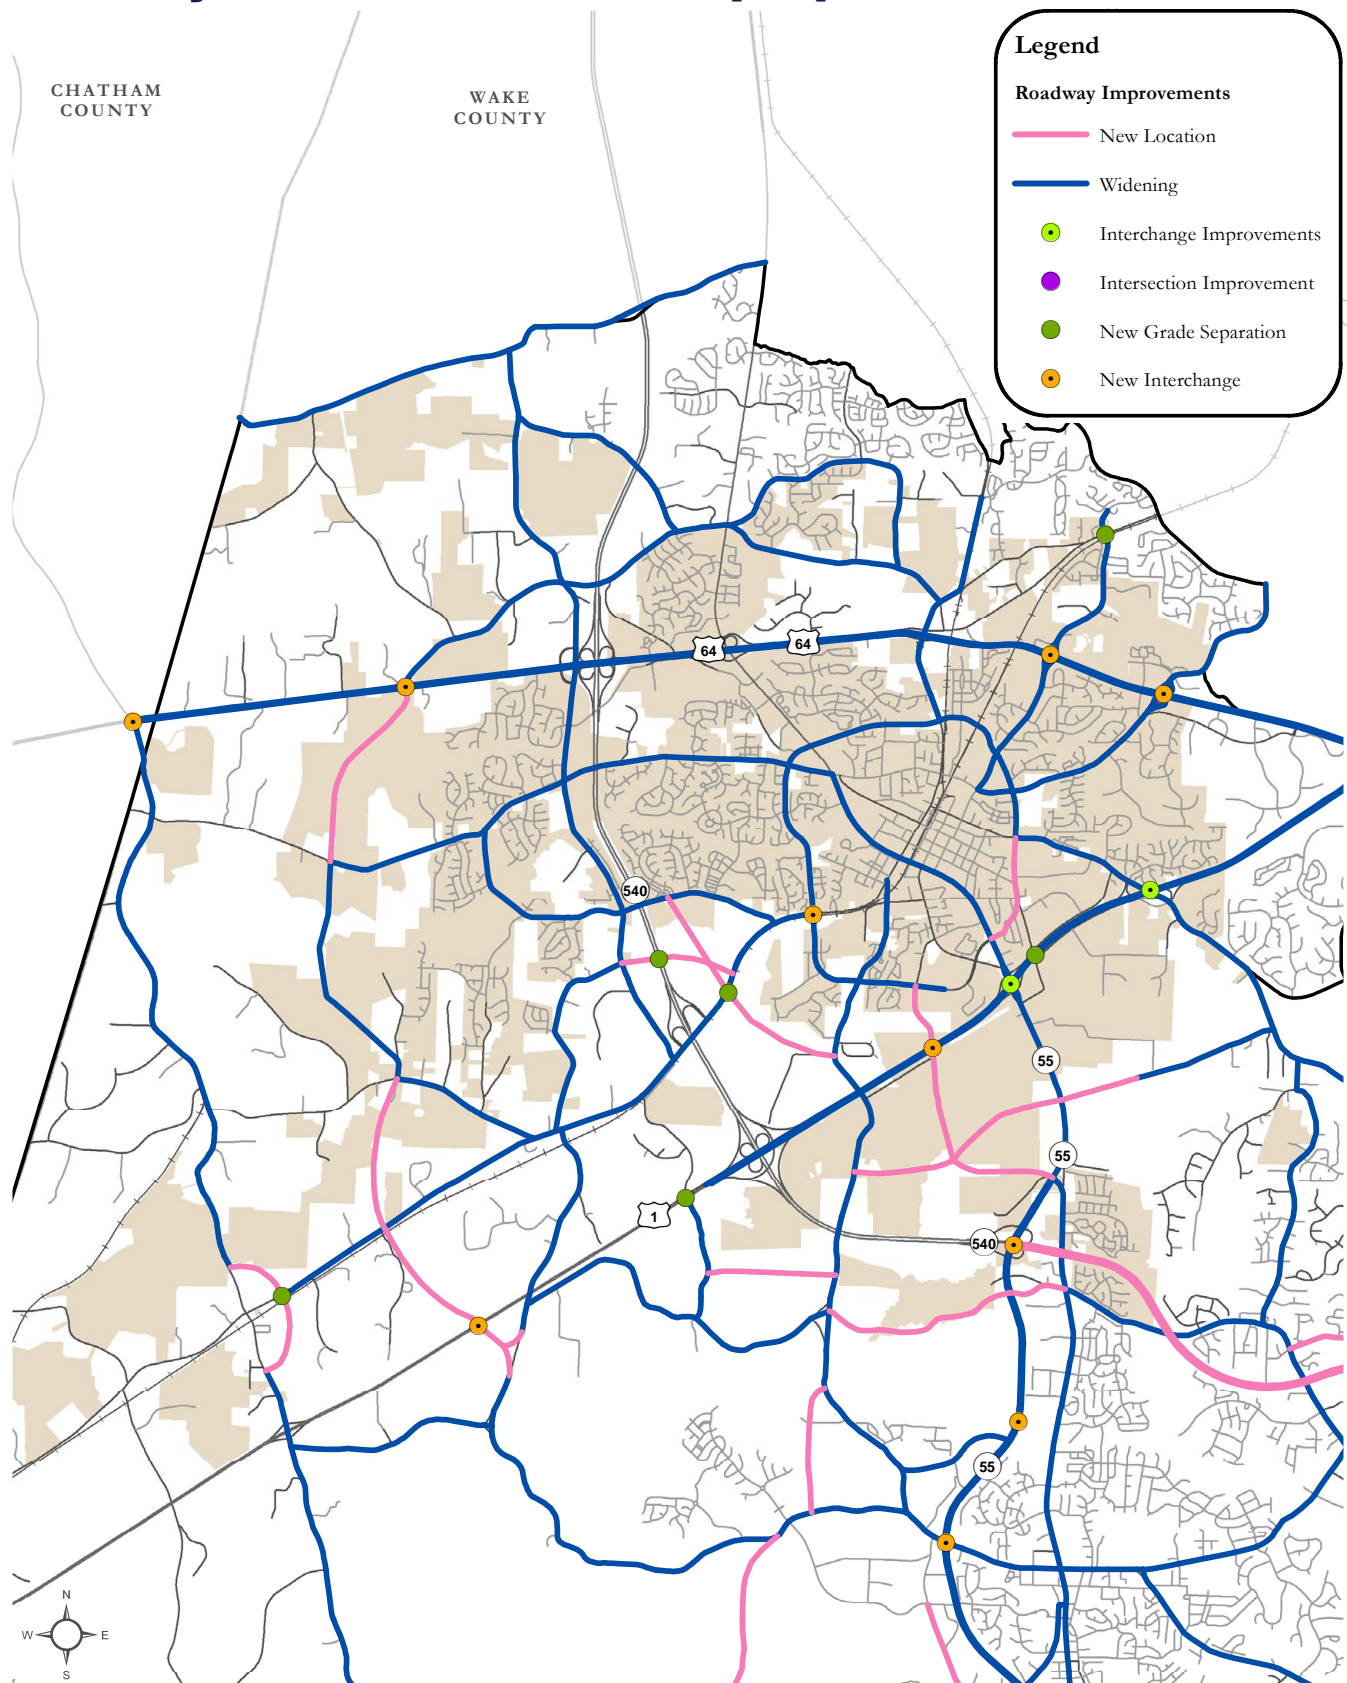 CHATHAM
COUNTY
WAKE
COUNTY
Legend
Roadway Improvements
New Location
Widening
Interchange Improvements
Intersection Improvement
New Grade Separation
New Interchange
64
64
540
55
55
1
540
55
N
W E
S